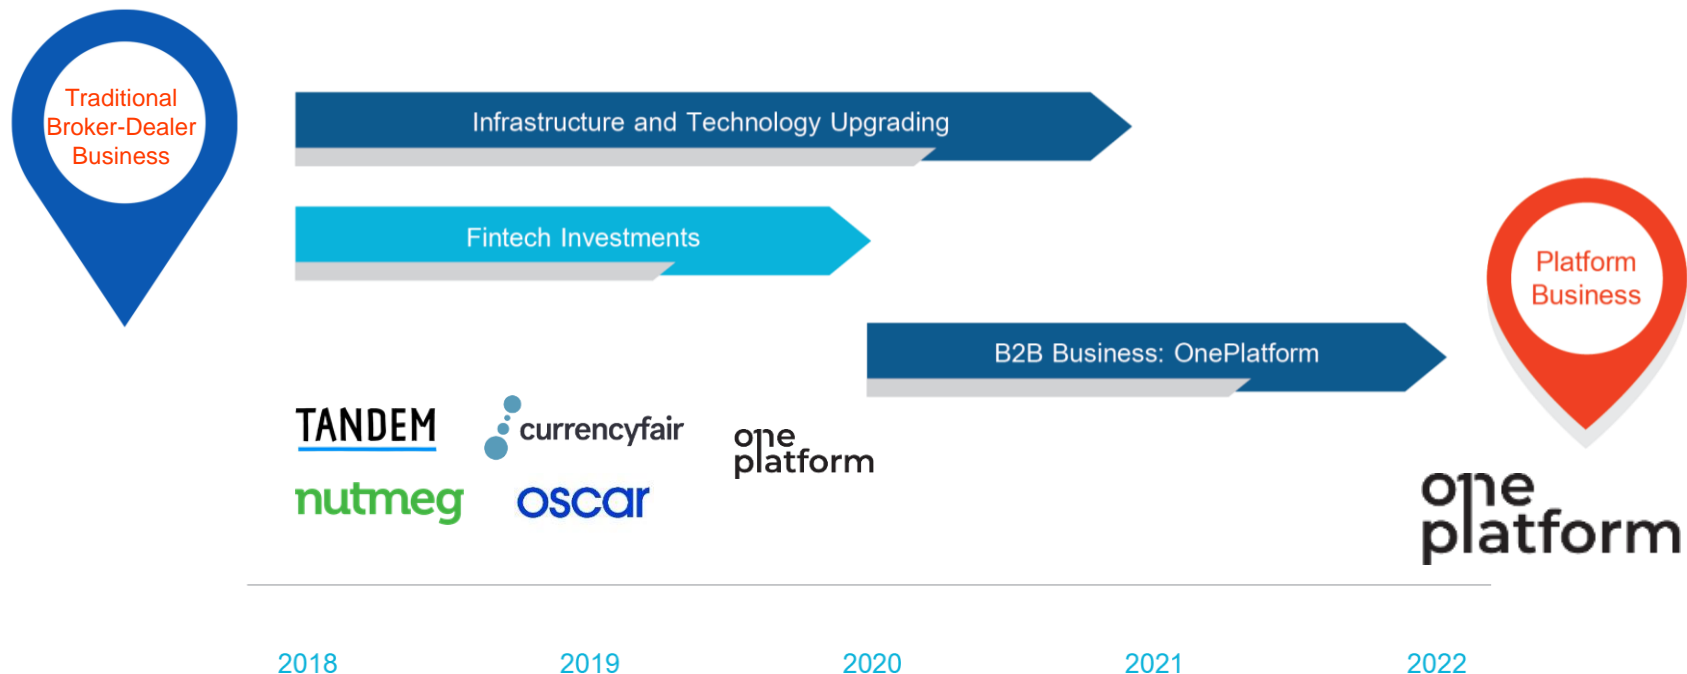 Traditional
Broker-Dealer
Business
Infrastructure and Technology Upgrading
Fintech Investments
Platform
Business
B2B Business: OnePlatform
TANDEM
currencyfair
one
platform
nutmeg
oscar
one
platform
2018
2019
2020
2021
2022